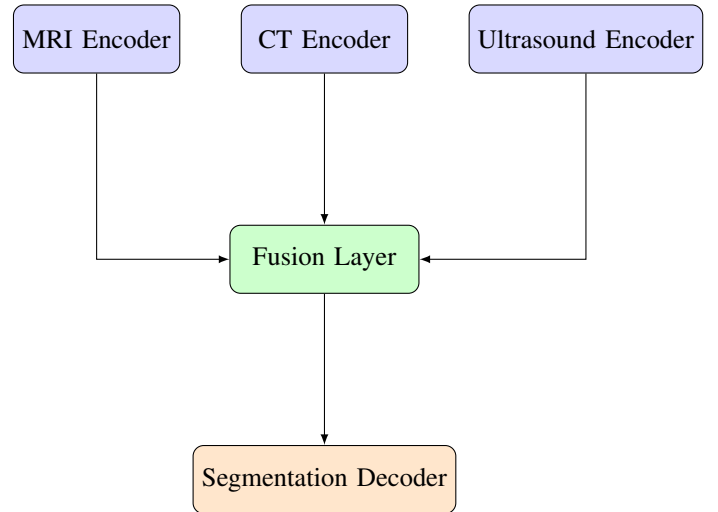 MRI Encoder
CT Encoder
Ultrasound Encoder
Fusion Layer
Segmentation Decoder